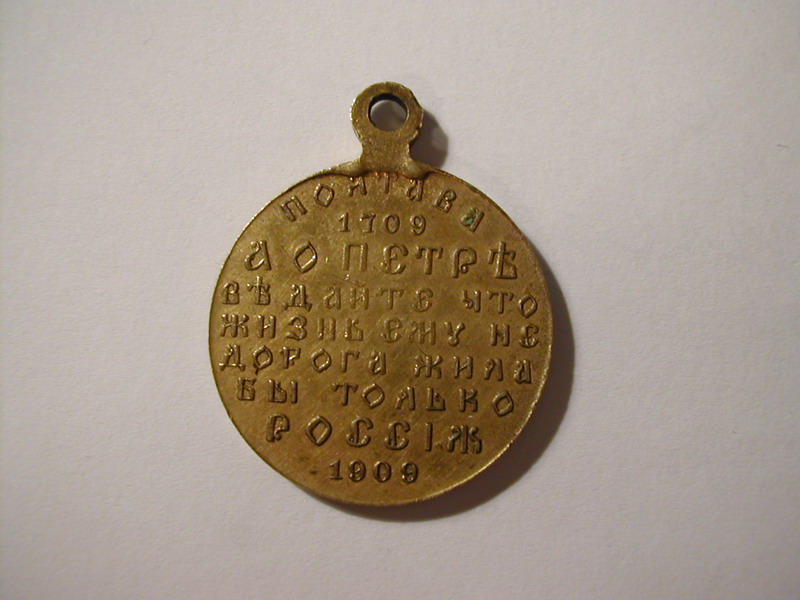 ПОЛТАВА
1709
А О ПЕТРѢ
ВѢДАЙТЕ ЧТО
ЖИЗНЬ ЕМУ НЕ
ДОРОГА ЖИЛА
БЫ ТОЛЬКО
РОССІЯ
1909